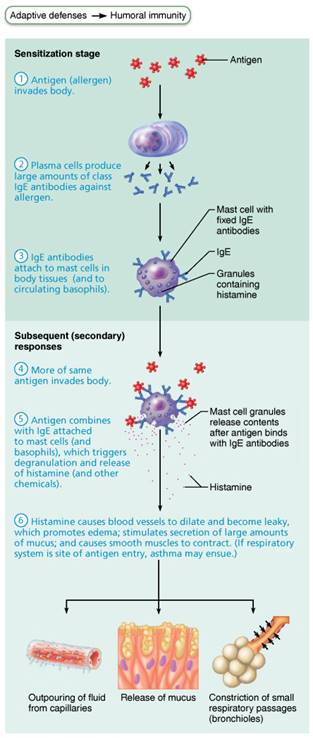 Adaptive defenses → Humoral immunity
Sensitization stage
Antigen
1 Antigen (allergen)
invades body.
2 Plasma cells produce
large amounts of class
IgE antibodies against
allergen.
Mast cell with
fixed IgE
antibodies
IgE
Granules
containing
histamine
3 IgE antibodies
attach to mast cells in
body tissues (and to
circulating basophils).
Subsequent (secondary)
responses
4 More of same
antigen invades body.
5 Antigen combines
with IgE attached
to mast cells (and
basophils), which triggers
degranulation and release
of histamine (and other
chemicals).
Mast cell granules
release contents
after antigen binds
with IgE antibodies
Histamine
6 Histamine causes blood vessels to dilate and become leaky,
which promotes edema; stimulates secretion of large amounts
of mucus; and causes smooth muscles to contract. (If respiratory
system is site of antigen entry, asthma may ensue.)
Outpouring of fluid
from capillaries
Release of mucus
Constriction of small
respiratory passages
(bronchioles)